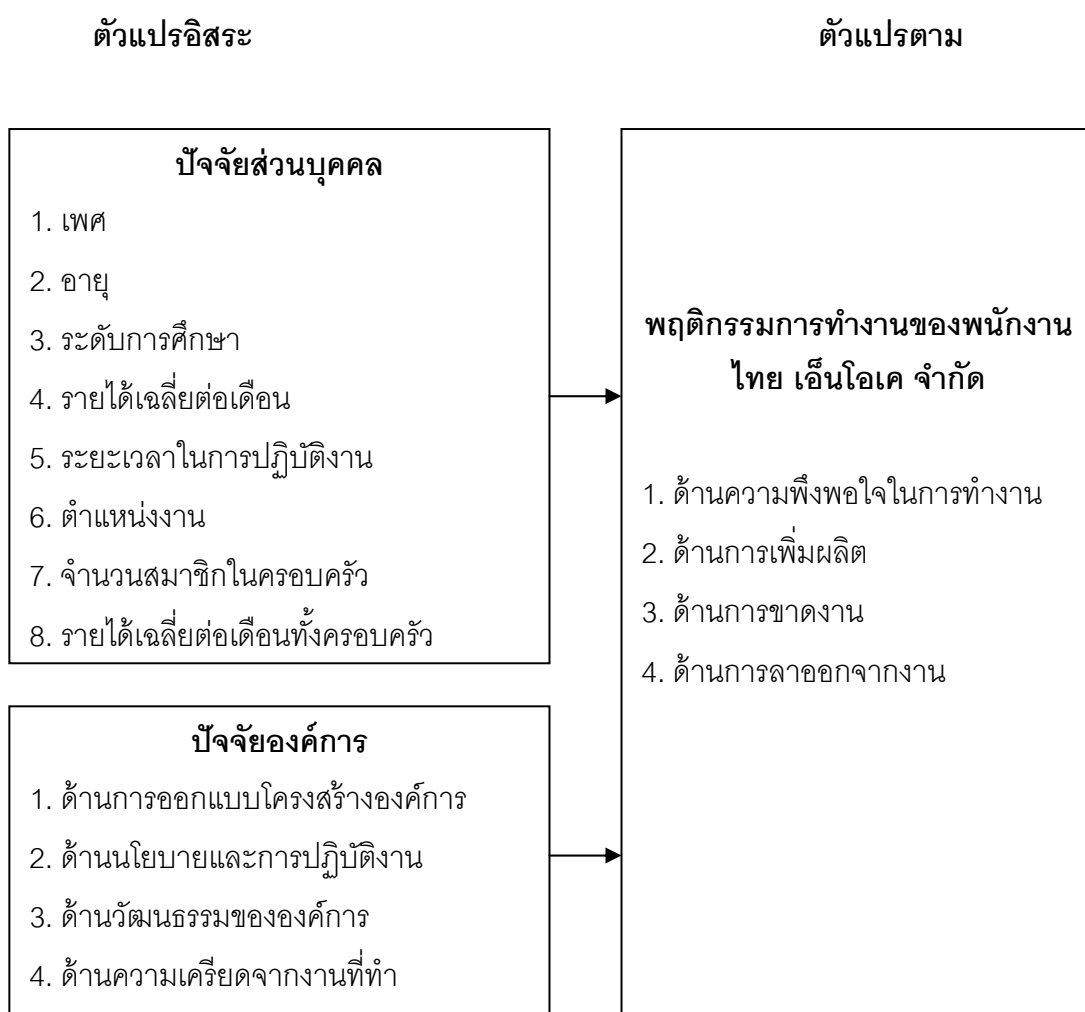 ตัวแปรอิสระ
ตัวแปรตาม
ปัจจัยส่วนบุคคล
1. เพศ
2. อายุ
3. ระดับการศึกษา
4. รายได้เฉลี่ยต่อเดือน
5. ระยะเวลาในการปฏิบัติงาน
6. ตำแหน่งงาน
7. จำนวนสมาชิกในครอบครัว
8. รายได้เฉลี่ยต่อเดือนทั้งครอบครัว
ปัจจัยองค์การ
1. ด้านการออกแบบโครงสร้างองค์การ
2. ด้านนโยบายและการปฏิบัติงาน
3. ด้านวัฒนธรรมขององค์การ
4. ด้านความเครียดจากงานที่ทำ
พฤติกรรมการทำงานของพนักงาน
ไทย เอ็นโอเค จำกัด
1. ด้านความพึงพอใจในการทำงาน
2. ด้านการเพิ่มผลิต
3. ด้านการขาดงาน
4. ด้านการลาออกจากงาน